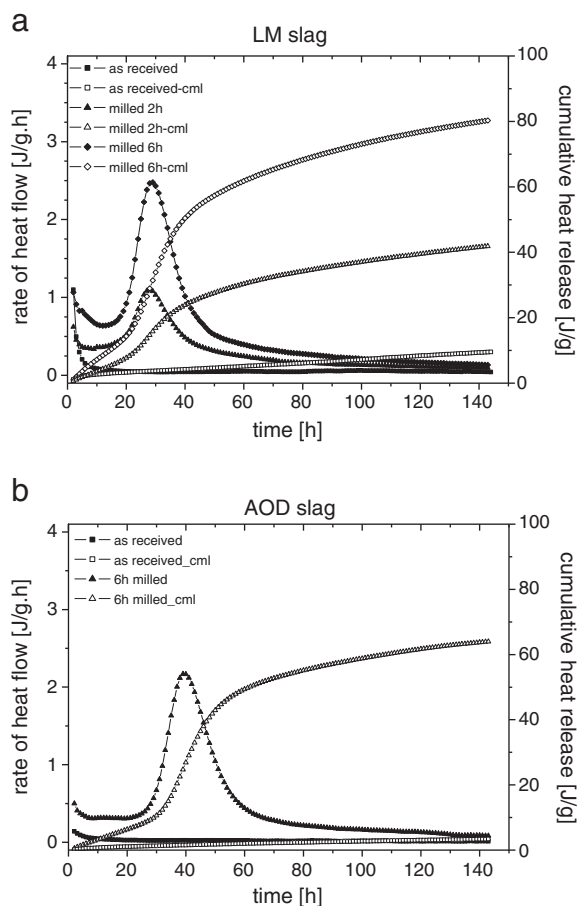 a
LM slag
as received
as received-cml
milled 2h
milled 2h-cml
milled 6h
milled 6h-cml
rate of heat flow [J/g.h]
4
3
2
1
0
cumulative heat release [J/g]
100
80
60
40
20
0
0 20 40 60 80 100 120 140
time [h]
b
AOD slag
as received
as received_cml
6h milled
6h milled_cml
rate of heat flow [J/g.h]
4
3
2
1
0
cumulative heat release [J/g]
100
80
60
40
20
0
0 20 40 60 80 100 120 140
time [h]